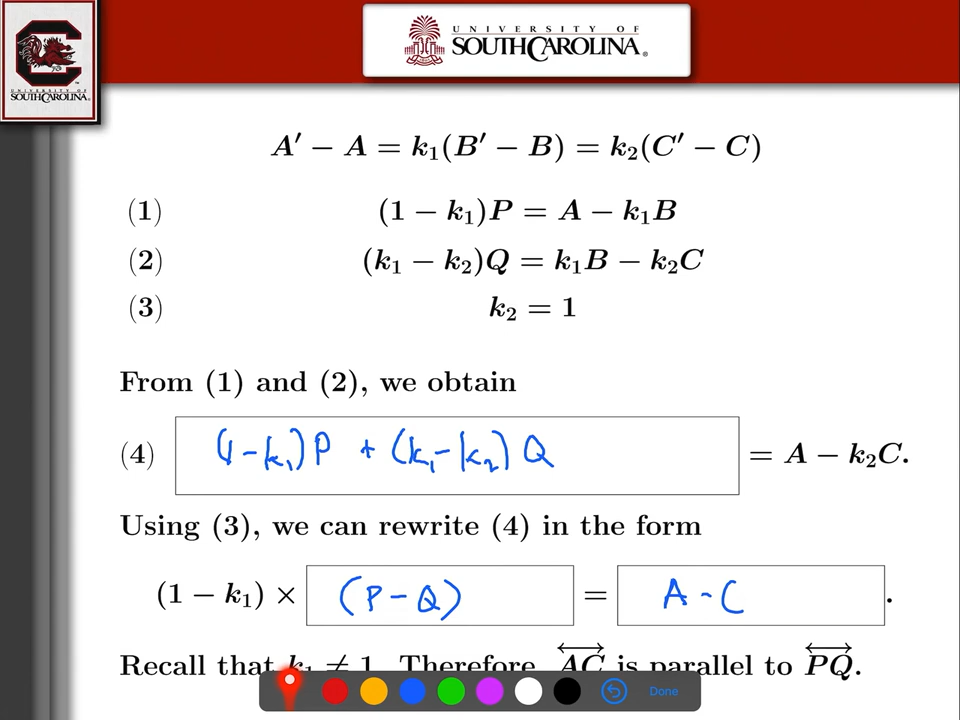 UNIVERSITY OF
SOUTH CAROLINA®
UNIVERSITY OF
SOUTH CAROLINA®
A′ − A = k₁(B′ − B) = k₂(C′ − C)
(1) (1 − k₁)P = A − k₁B
(2) (k₁ − k₂)Q = k₁B − k₂C
(3) k₂ = 1
From (1) and (2), we obtain
(4) (1 − k₁)P + (k₁ − k₂)Q = A − k₂C.
Using (3), we can rewrite (4) in the form
(1 − k₁) × (P − Q) = A − C.
Recall that k₁ ≠ 1. Therefore, AC is parallel to PQ.
Done